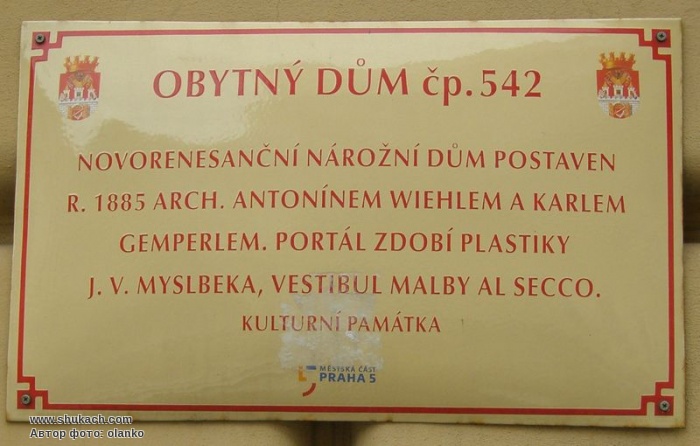 OBYTNÝ DŮM čp. 542
NOVORENESANČNÍ NÁROŽNÍ DŮM POSTAVEN
R. 1885 ARCH. ANTONÍNEM WIEHLEM A KARLEM
GEMPERLEM. PORTÁL ZDOBÍ PLASTIKY
J. V. MYSLBEKA, VESTIBUL MALBY AL SECCO.
KULTURNÍ PAMÁTKA
MĚSTSKÁ ČÁST
PRAHA 5
www.shukach.com
Автор фото: olanko